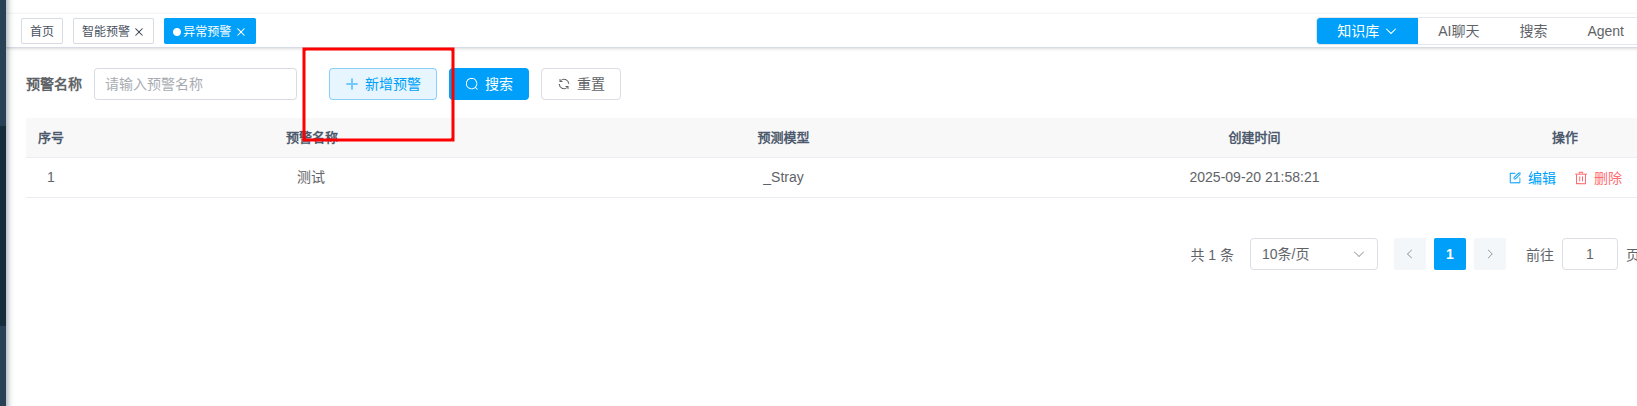 首页 智能预警 异常预警 知识库 AI聊天 搜索 Agent
预警名称 请输入预警名称 新增预警 搜索 重置
序号 预警名称 预测模型 创建时间 操作
1 测试 _Stray 2025-09-20 21:58:21 编辑 删除
共 1 条 10条/页 1 前往 1 页